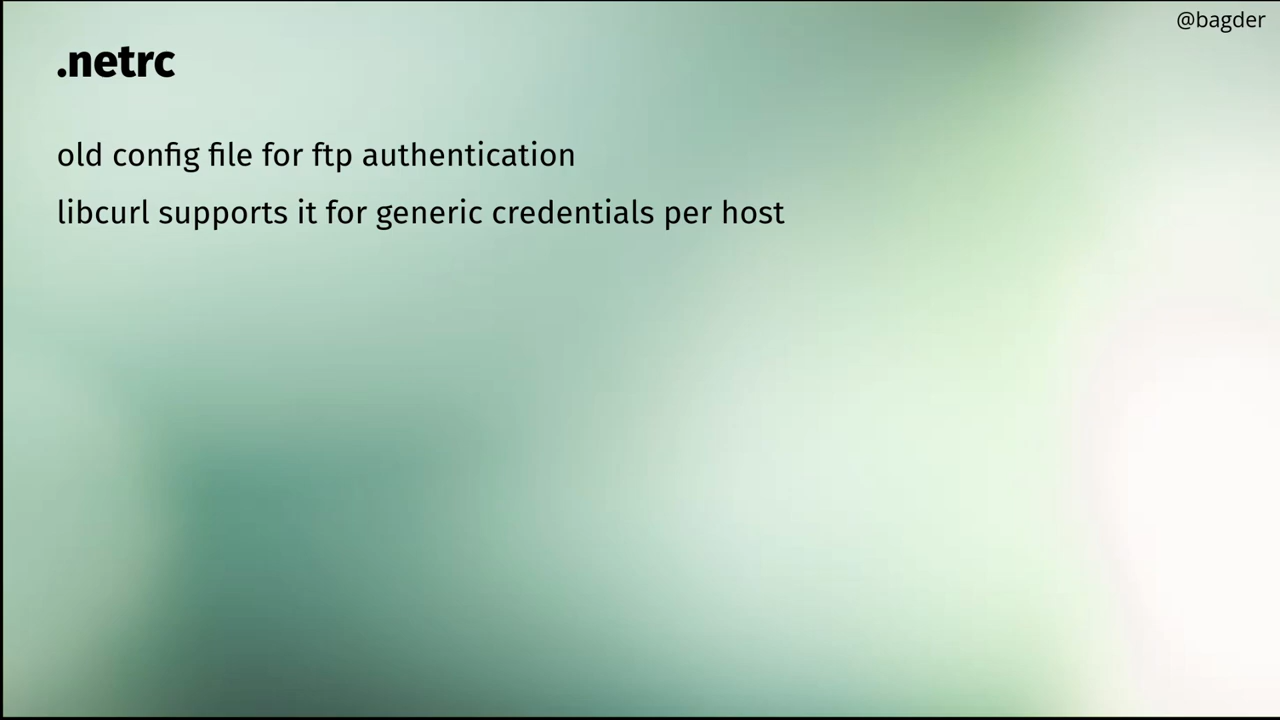 @bagder
.netrc
old config file for ftp authentication
libcurl supports it for generic credentials per host